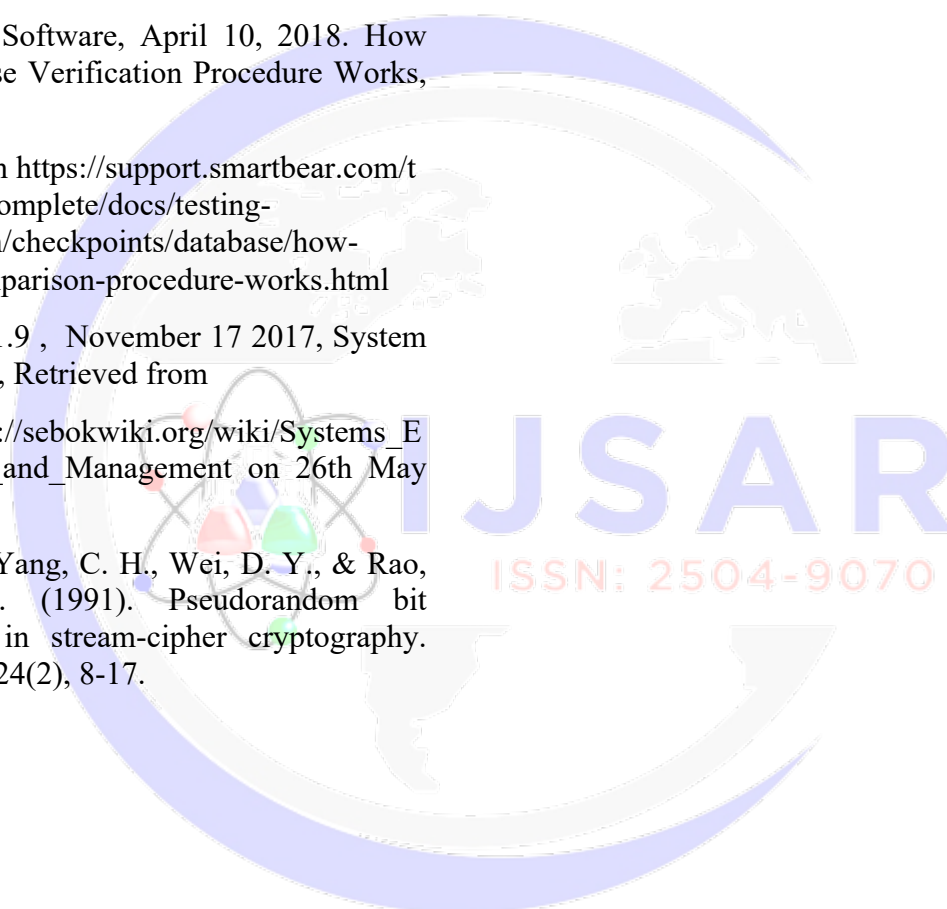 Software, April 10, 2018. How
se Verification Procedure Works,
n https://support.smartbear.com/t
omplete/docs/testing-
n/checkpoints/database/how-
parison-procedure-works.html
.9 , November 17 2017, System
, Retrieved from
://sebokwiki.org/wiki/Systems_E
_and_Management on 26th May
Yang, C. H., Wei, D. Y., & Rao,
. (1991). Pseudorandom bit
in stream-cipher cryptography.
24(2), 8-17.
IJSAR
ISSN: 2504-9070